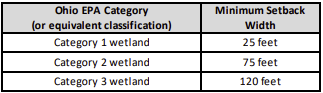 Ohio EPA Category
(or equivalent classification)
Minimum Setback
Width
Category 1 wetland
25 feet
Category 2 wetland
75 feet
Category 3 wetland
120 feet